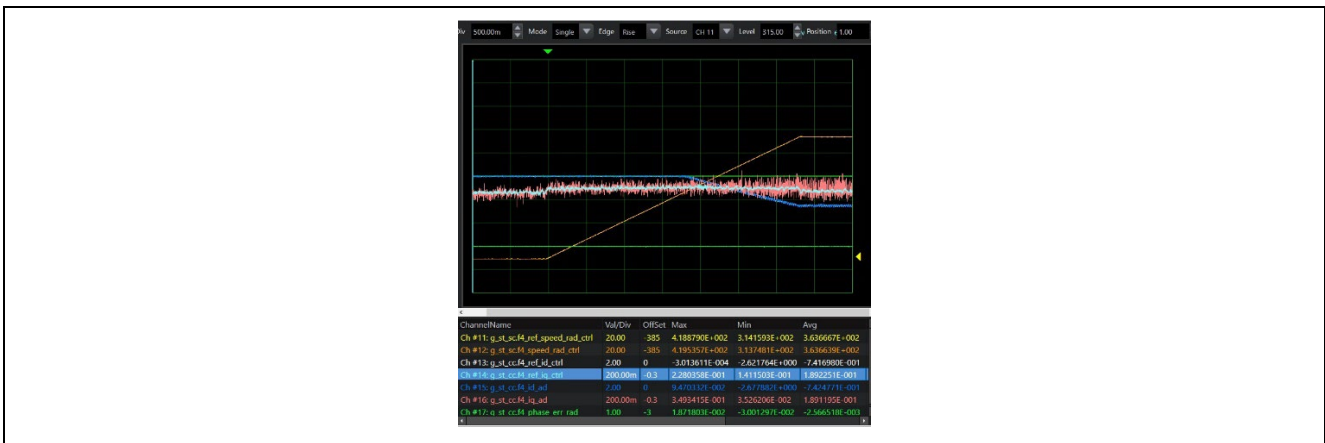 Div 500.00m Mode Single Edge Rise Source CH 11 Level 315.00 Position 1.00
ChannelName Val/Div OffSet Max Min Avg
Ch #11: g_st_sc.f4_ref_speed_rad_ctrl 20.00 -385 4.188790E+002 3.141593E+002 3.636667E+002
Ch #12: g_st_sc.f4_speed_rad_ctrl 20.00 -385 4.195357E+002 3.137481E+002 3.636639E+002
Ch #13: g_st_cc.f4_ref_id_ctrl 2.00 0 -3.013611E-004 -2.621764E+000 -7.416980E-001
Ch #14: g_st_cc.f4_ref_iq_ctrl 200.00m -0.3 2.280358E-001 1.411503E-001 1.892251E-001
Ch #15: g_st_cc.f4_id_ad 2.00 0 9.470332E-002 -2.677882E+000 -7.424771E-001
Ch #16: g_st_cc.f4_iq_ad 200.00m -0.3 3.493415E-001 3.526206E-002 1.891195E-001
Ch #17: g_st_cc.f4_phase_err_rad 1.00 -3 1.871803E-002 -3.001297E-002 -2.566518E-003